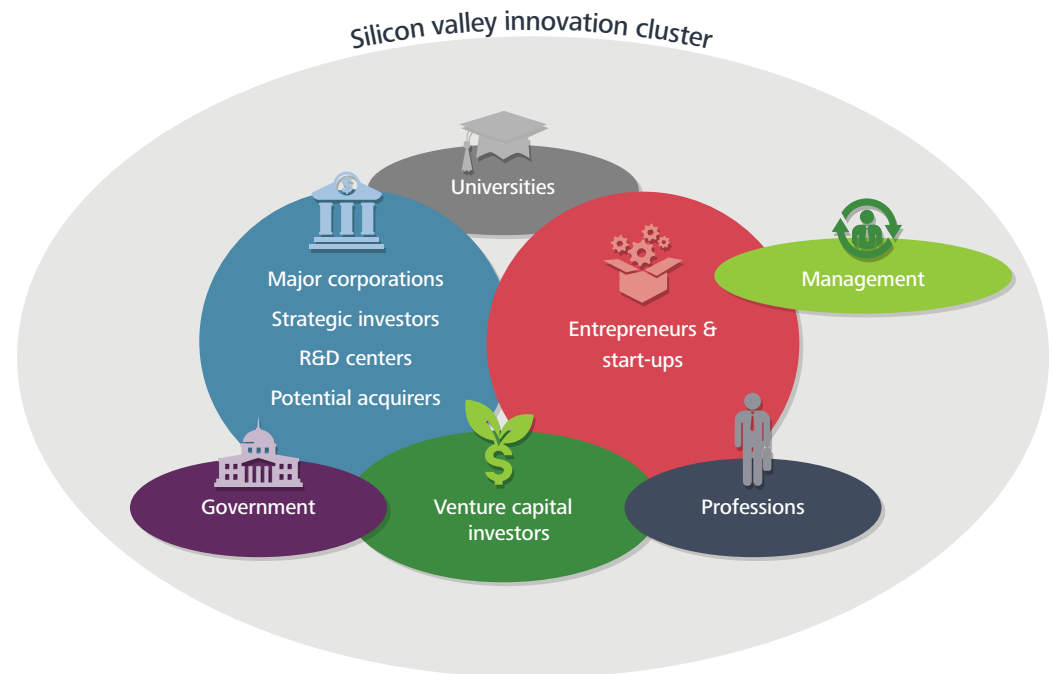 Silicon valley innovation cluster
Universities
Major corporations
Strategic investors
R&D centers
Potential acquirers
Entrepreneurs &
start-ups
Management
Government
Venture capital
investors
Professions